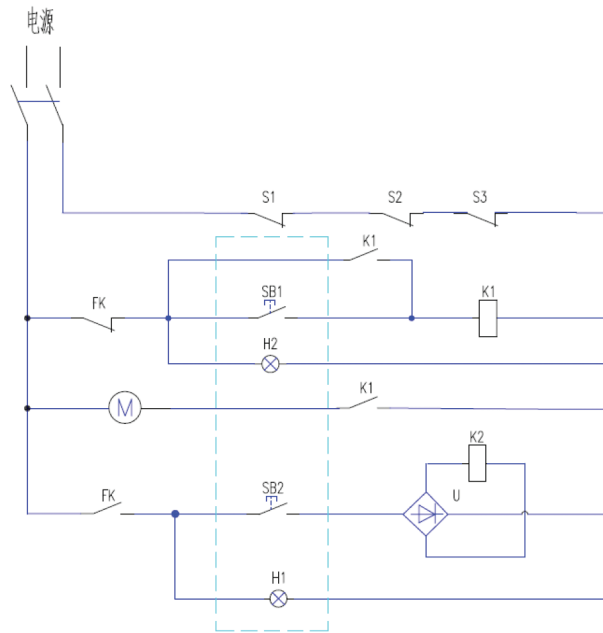 电源
S1 S2 S3
K1
FK SB1 K1
H2
M K1
K2
FK SB2 U
H1